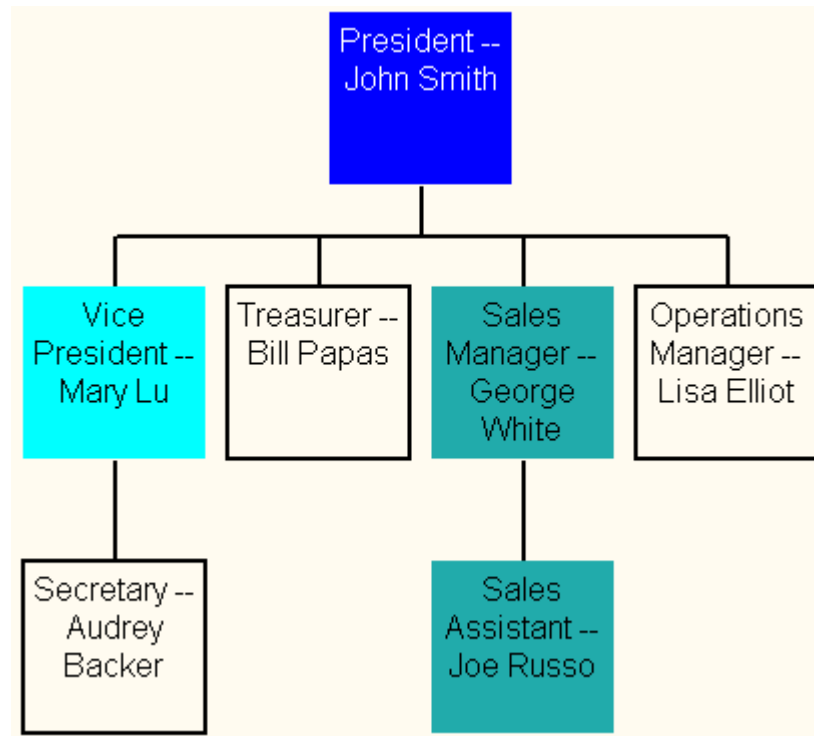 President --
John Smith
Vice
President --
Mary Lu
Treasurer --
Bill Papas
Sales
Manager --
George
White
Operations
Manager --
Lisa Elliot
Secretary --
Audrey
Backer
Sales
Assistant --
Joe Russo